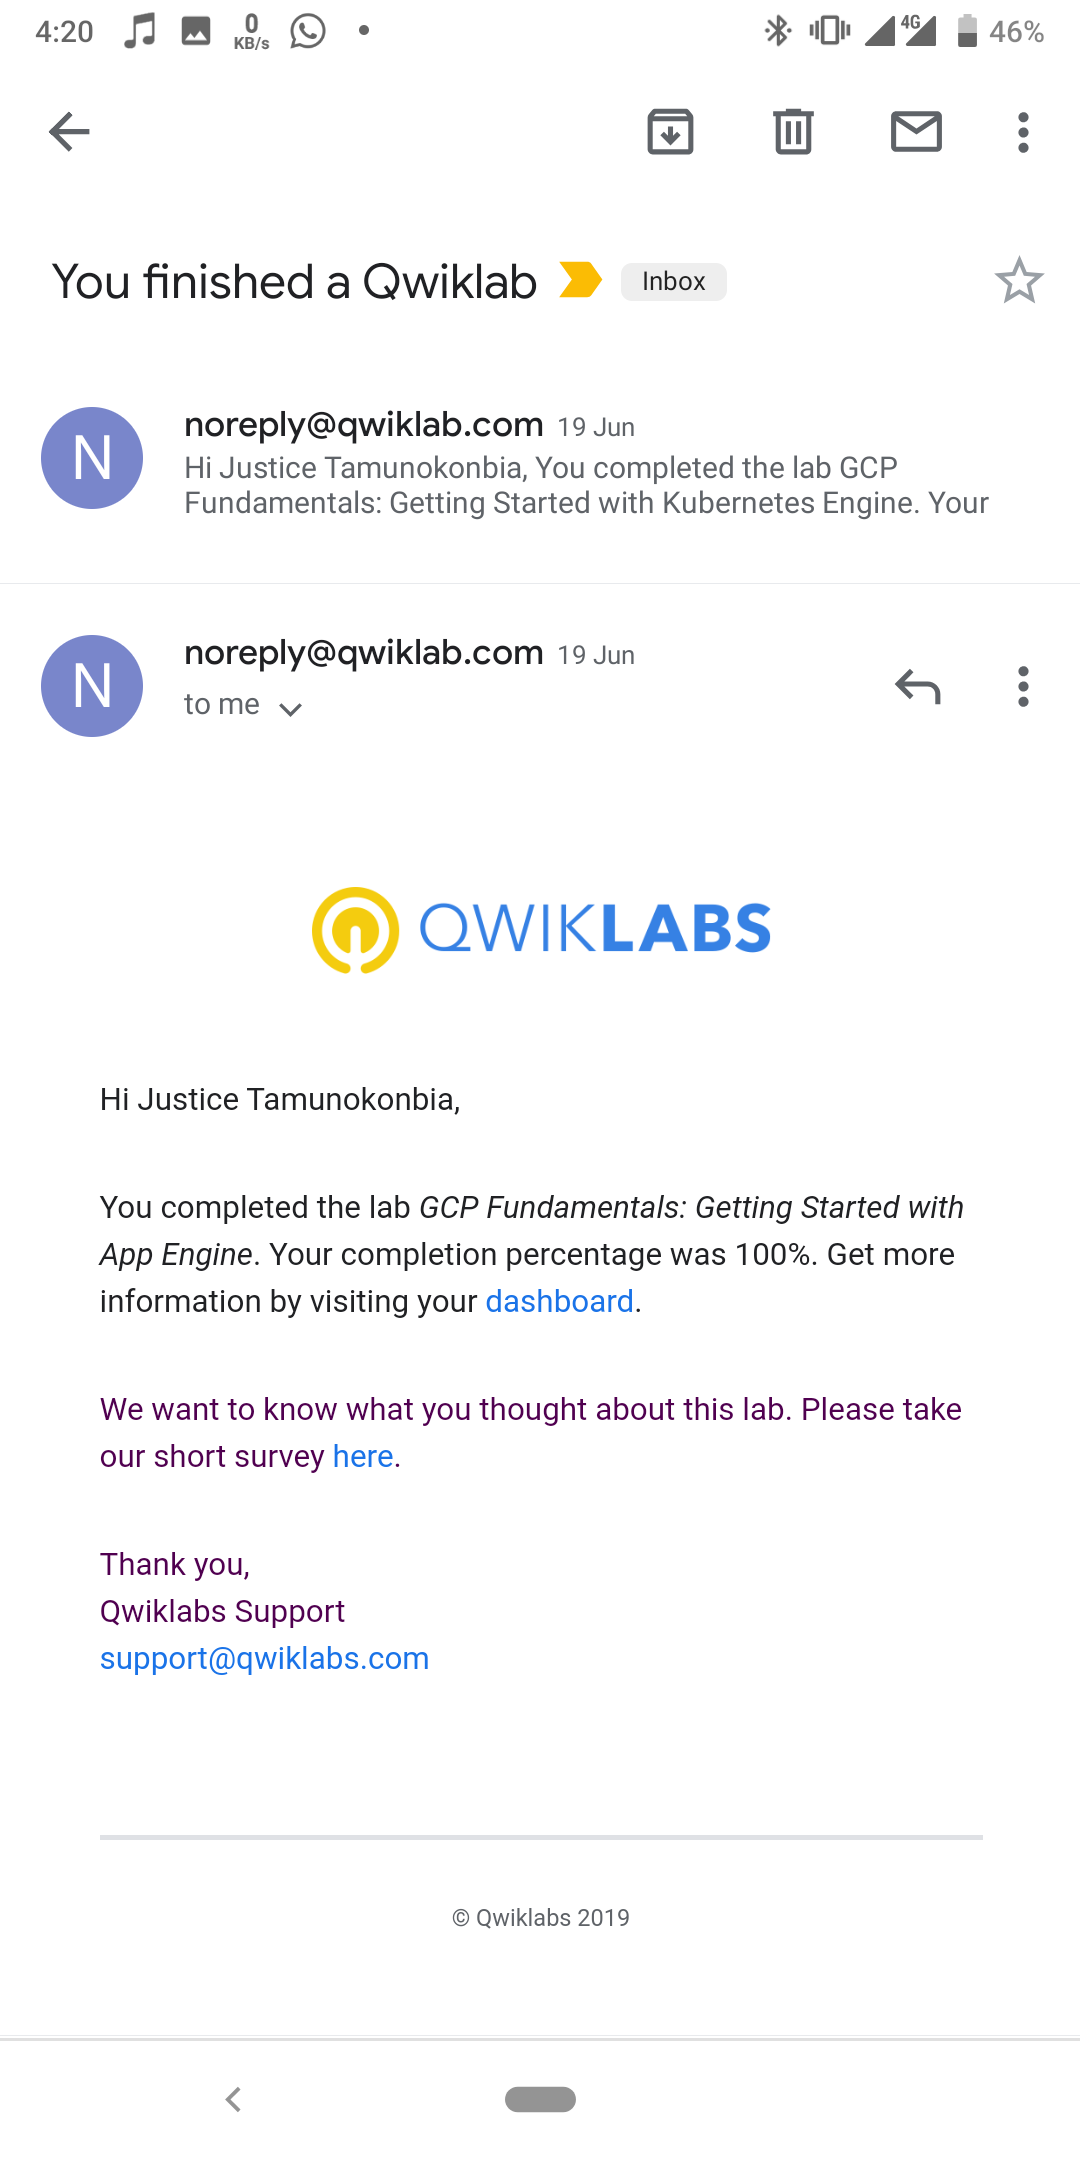 4:20
0
KB/s
4G
46%
You finished a Qwiklab
Inbox
N
noreply@qwiklab.com 19 Jun
Hi Justice Tamunokonbia, You completed the lab GCP
Fundamentals: Getting Started with Kubernetes Engine. Your
N
noreply@qwiklab.com 19 Jun
to me
QWIKLABS
Hi Justice Tamunokonbia,
You completed the lab GCP Fundamentals: Getting Started with
App Engine. Your completion percentage was 100%. Get more
information by visiting your dashboard.
We want to know what you thought about this lab. Please take
our short survey here.
Thank you,
Qwiklabs Support
support@qwiklabs.com
© Qwiklabs 2019